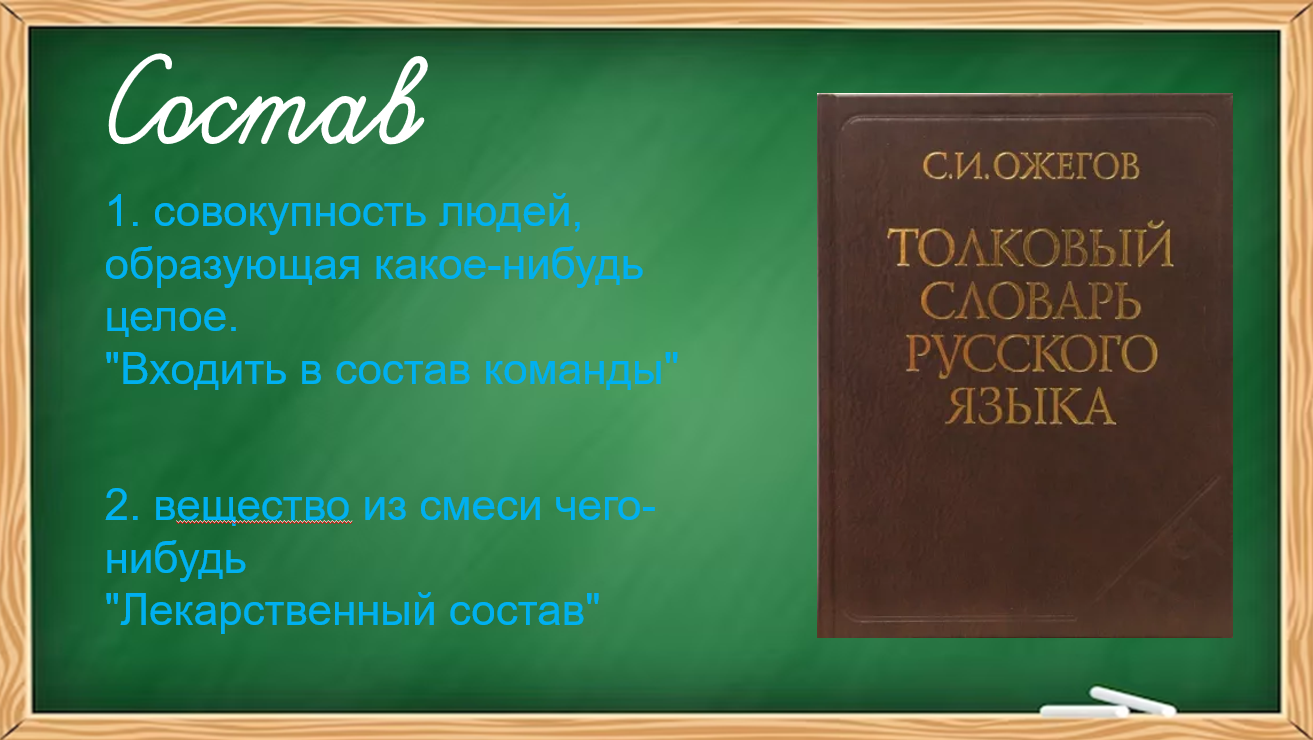 Состав
1. совокупность людей,
образующая какое-нибудь
целое.
"Входить в состав команды"
2. вещество из смеси чего-
нибудь
"Лекарственный состав"
С.И.ОЖЕГОВ
ТОЛКОВЫЙ
СЛОВАРЬ
РУССКОГО
ЯЗЫКА